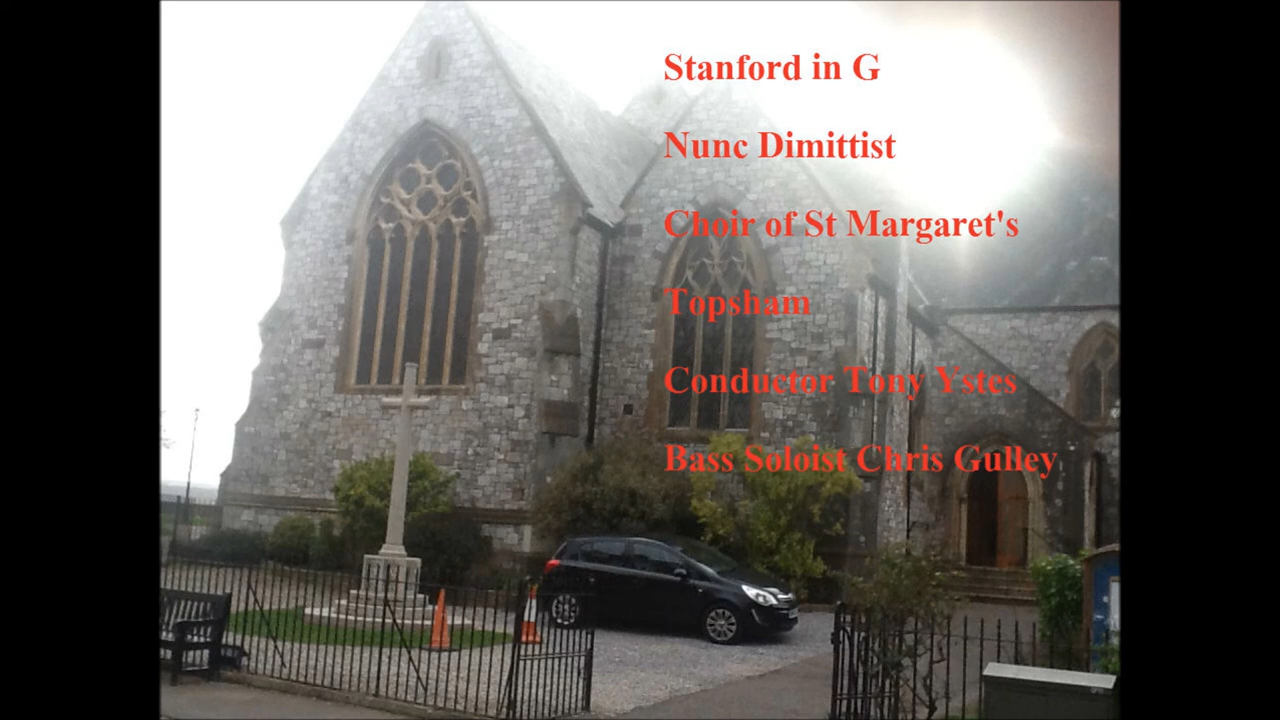 Stanford in G
Nunc Dimittist
Choir of St Margaret's
Topsham
Conductor Tony Ystes
Bass Soloist Chris Gulley